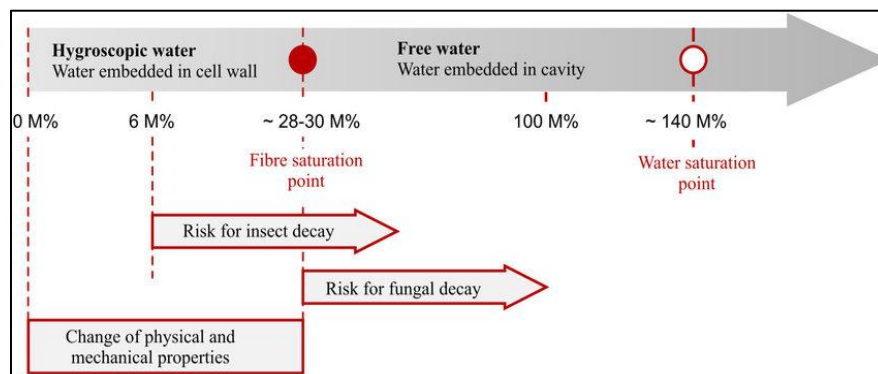 Hygroscopic water
Water embedded in cell wall
Free water
Water embedded in cavity
0 M%
6 M%
~ 28-30 M%
100 M%
~ 140 M%
Fibre saturation
point
Water saturation
point
Risk for insect decay
Risk for fungal decay
Change of physical and
mechanical properties